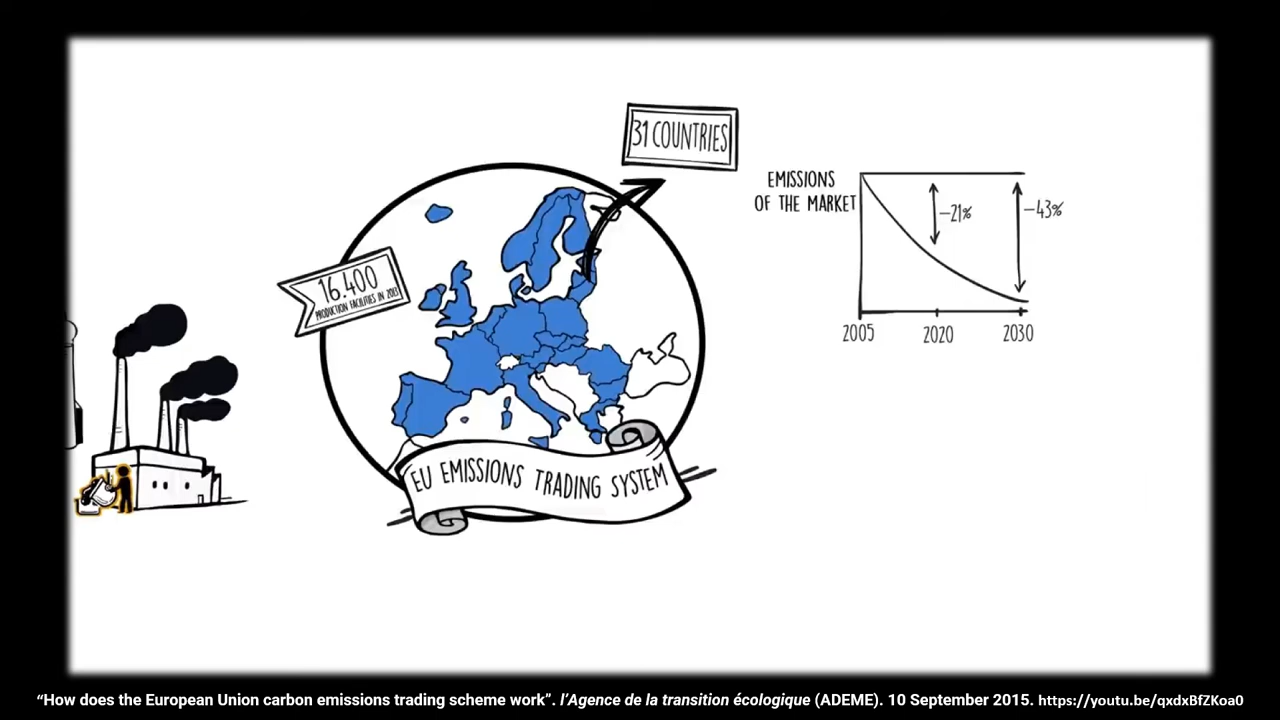 31 COUNTRIES
EMISSIONS
OF THE MARKET
-21%
-43%
16.400
PRODUCTION FACILITIES IN 2013
2005
2020
2030
EU EMISSIONS TRADING SYSTEM
“How does the European Union carbon emissions trading scheme work”. l’Agence de la transition écologique (ADEME). 10 September 2015. https://youtu.be/qxdxBfZKoa0